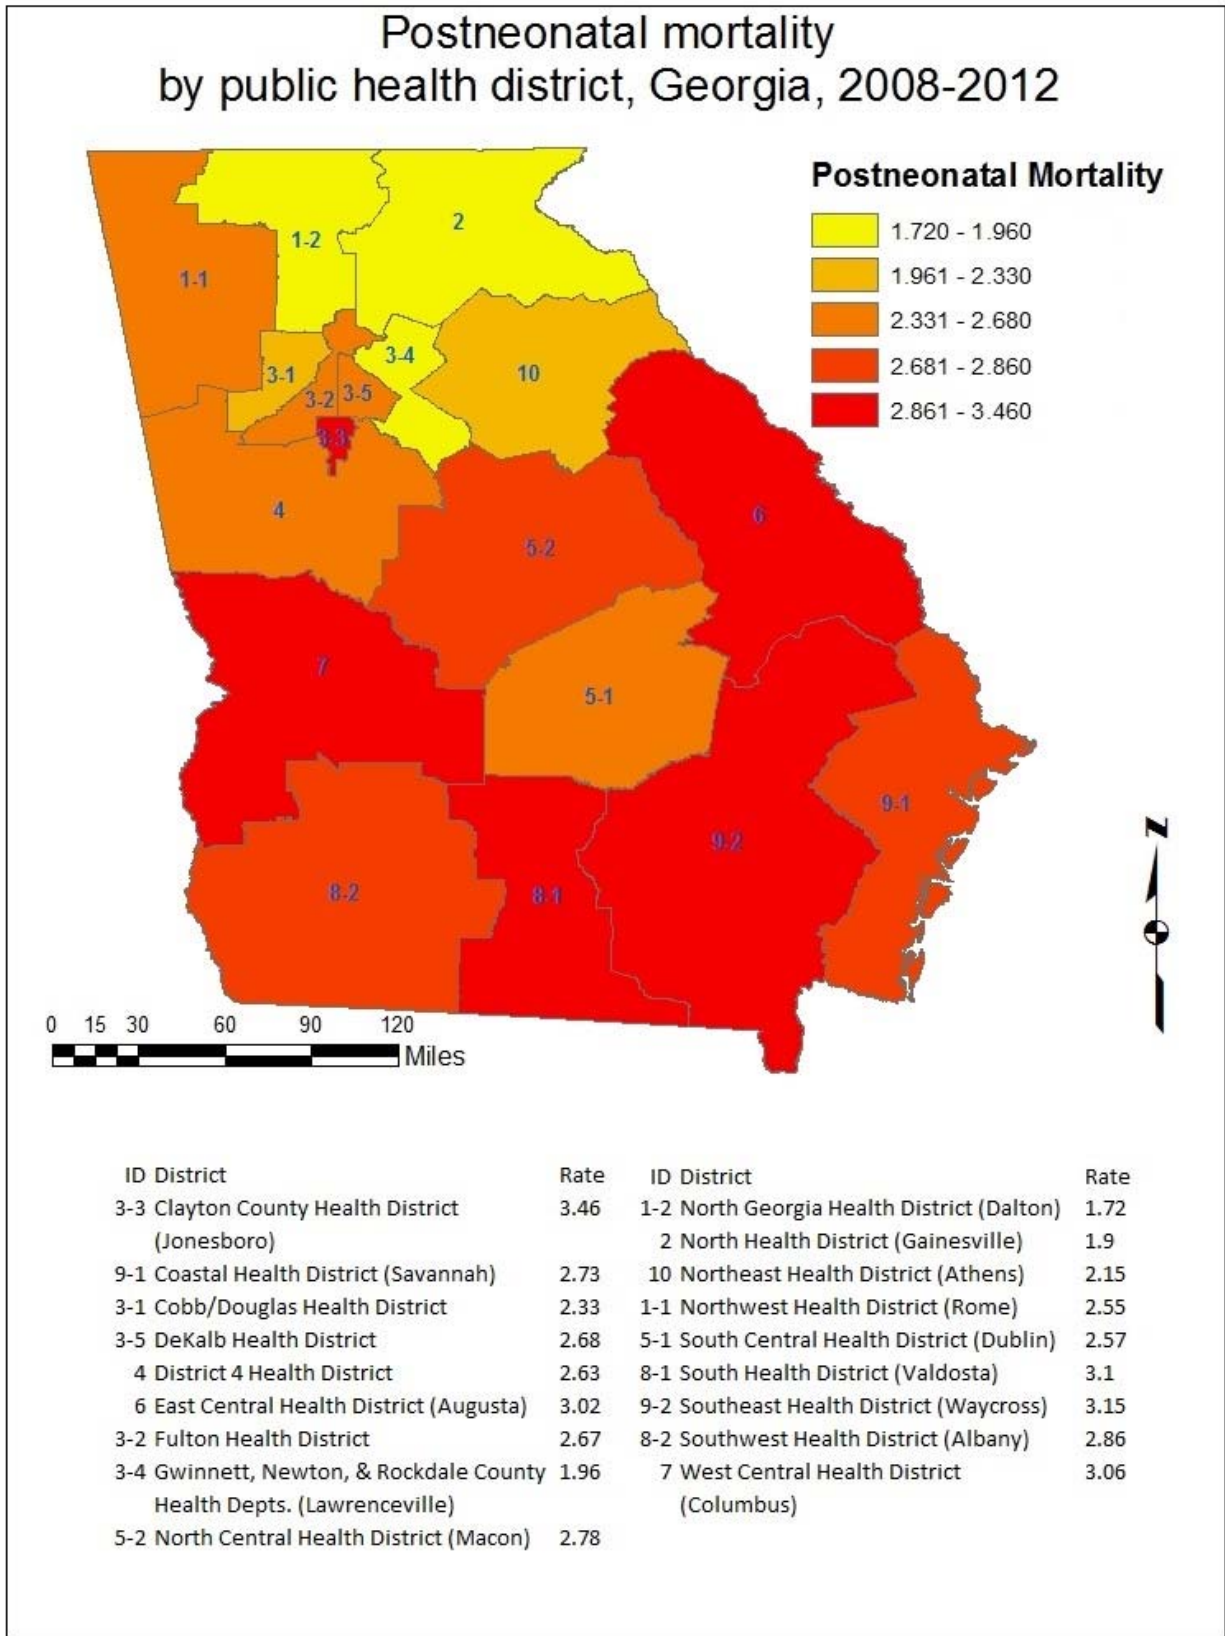 Postneonatal mortality
by public health district, Georgia, 2008-2012
Postneonatal Mortality
1.720 - 1.960
1.961 - 2.330
2.331 - 2.680
2.681 - 2.860
2.861 - 3.460
1-1
1-2
2
3-1
3-2
3-5
3-4
3-3
10
4
5-2
6
7
5-1
8-2
8-1
9-2
9-1
N
0 15 30 60 90 120
Miles
ID District Rate
3-3 Clayton County Health District 3.46
(Jonesboro)
9-1 Coastal Health District (Savannah) 2.73
3-1 Cobb/Douglas Health District 2.33
3-5 DeKalb Health District 2.68
4 District 4 Health District 2.63
6 East Central Health District (Augusta) 3.02
3-2 Fulton Health District 2.67
3-4 Gwinnett, Newton, & Rockdale County 1.96
Health Depts. (Lawrenceville)
5-2 North Central Health District (Macon) 2.78
ID District Rate
1-2 North Georgia Health District (Dalton) 1.72
2 North Health District (Gainesville) 1.9
10 Northeast Health District (Athens) 2.15
1-1 Northwest Health District (Rome) 2.55
5-1 South Central Health District (Dublin) 2.57
8-1 South Health District (Valdosta) 3.1
9-2 Southeast Health District (Waycross) 3.15
8-2 Southwest Health District (Albany) 2.86
7 West Central Health District 3.06
(Columbus)